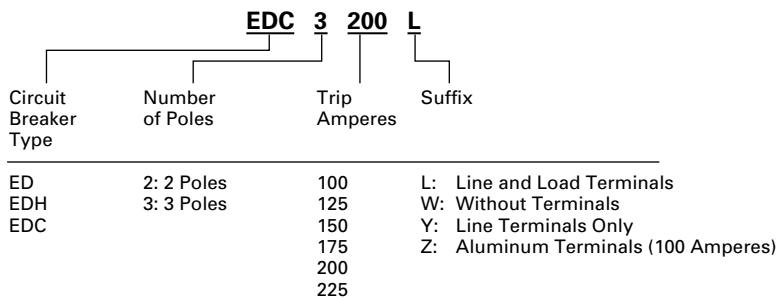 EDC 3 200 L
Circuit Breaker Type
Number of Poles
Trip Amperes
Suffix
ED 2: 2 Poles 100 L: Line and Load Terminals
EDH 3: 3 Poles 125 W: Without Terminals
EDC 150 Y: Line Terminals Only
175 Z: Aluminum Terminals (100 Amperes)
200
225